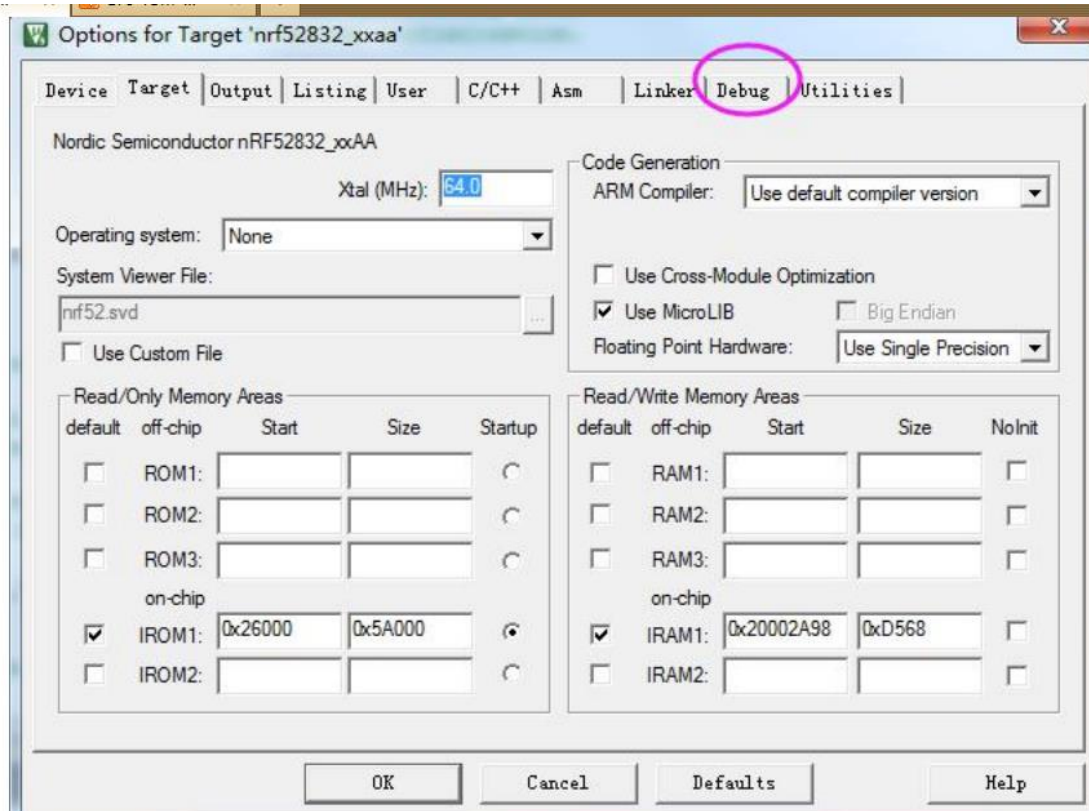 Options for Target 'nrf52832_xxaa'
Device Target Output Listing User C/C++ Asm Linker Debug Utilities
Nordic Semiconductor nRF52832_xxAA
Xtal (MHz): 64.0
Operating system: None
System Viewer File:
nrf52.svd ...
Use Custom File
Code Generation
ARM Compiler: Use default compiler version
Use Cross-Module Optimization
Use MicroLIB Big Endian
Floating Point Hardware: Use Single Precision
Read/Only Memory Areas
default off-chip Start Size Startup
ROM1:
ROM2:
ROM3:
on-chip
IROM1: 0x26000 0x5A000
IROM2:
Read/Write Memory Areas
default off-chip Start Size NoInit
RAM1:
RAM2:
RAM3:
on-chip
IRAM1: 0x20002A98 0xD568
IRAM2:
OK Cancel Defaults Help